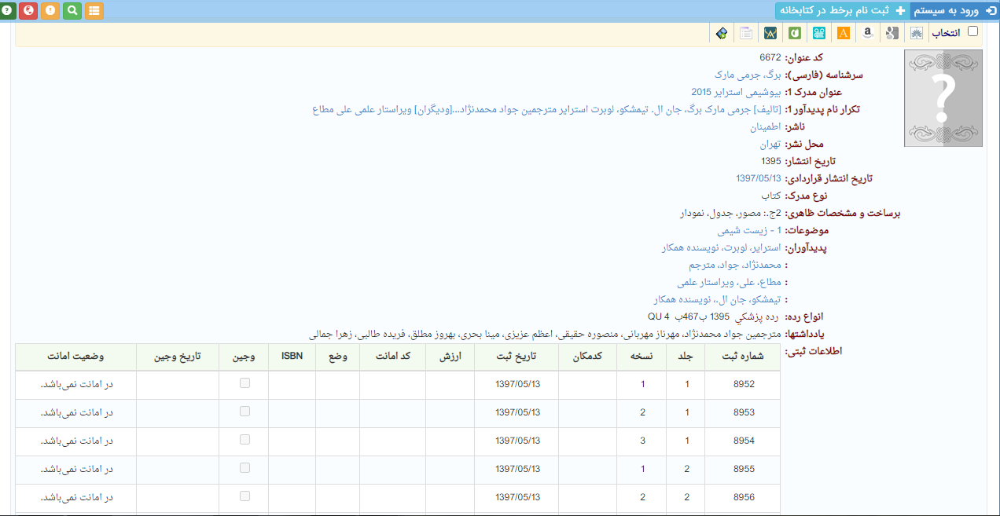 ورود به سیستم
ثبت نام برخط در کتابخانه
انتخاب
کد عنوان: 6672
سرشناسه (فارسی): برگ، جرمی مارک
عنوان مدرک 1: بیوشیمی استرایر 2015
تکرار نام پدیدآور 1: [تالیف] جرمی مارک برگ، جان ال. تیمشکو، لوبرت استرایر مترجمین جواد محمدنژاد...[ودیگران] ویراستار علمی علی مطاع
ناشر: اطمینان
محل نشر: تهران
تاریخ انتشار: 1395
تاریخ انتشار قراردادی: 1397/05/13
نوع مدرک: کتاب
برساخت و مشخصات ظاهری: 2ج.: مصور، جدول، نمودار
موضوعات: 1 - زیست شیمی
پدیدآوران: استرایر، لوبرت، نویسنده همکار
: محمدنژاد، جواد، مترجم
: مطاع، علی، ویراستار علمی
: تیمشکو، جان ال.، نویسنده همکار
انواع رده: رده پزشکي QU 4 ب467ب 1395
یادداشتها: مترجمین جواد محمدنژاد، مهرناز مهربانی، منصوره حقیقی، اعظم عزیزی، مینا بحری، بهروز مطلق، فریده طالبی، زهرا جمالی
اطلاعات ثبتی:
شماره ثبت جلد نسخه کدمکان تاریخ ثبت ارزش کد امانت وضع ISBN وجین تاریخ وجین وضعیت امانت
8952 1 1 1397/05/13 در امانت نمی‌باشد.
8953 1 2 1397/05/13 در امانت نمی‌باشد.
8954 1 3 1397/05/13 در امانت نمی‌باشد.
8955 2 1 1397/05/13 در امانت نمی‌باشد.
8956 2 2 1397/05/13 در امانت نمی‌باشد.